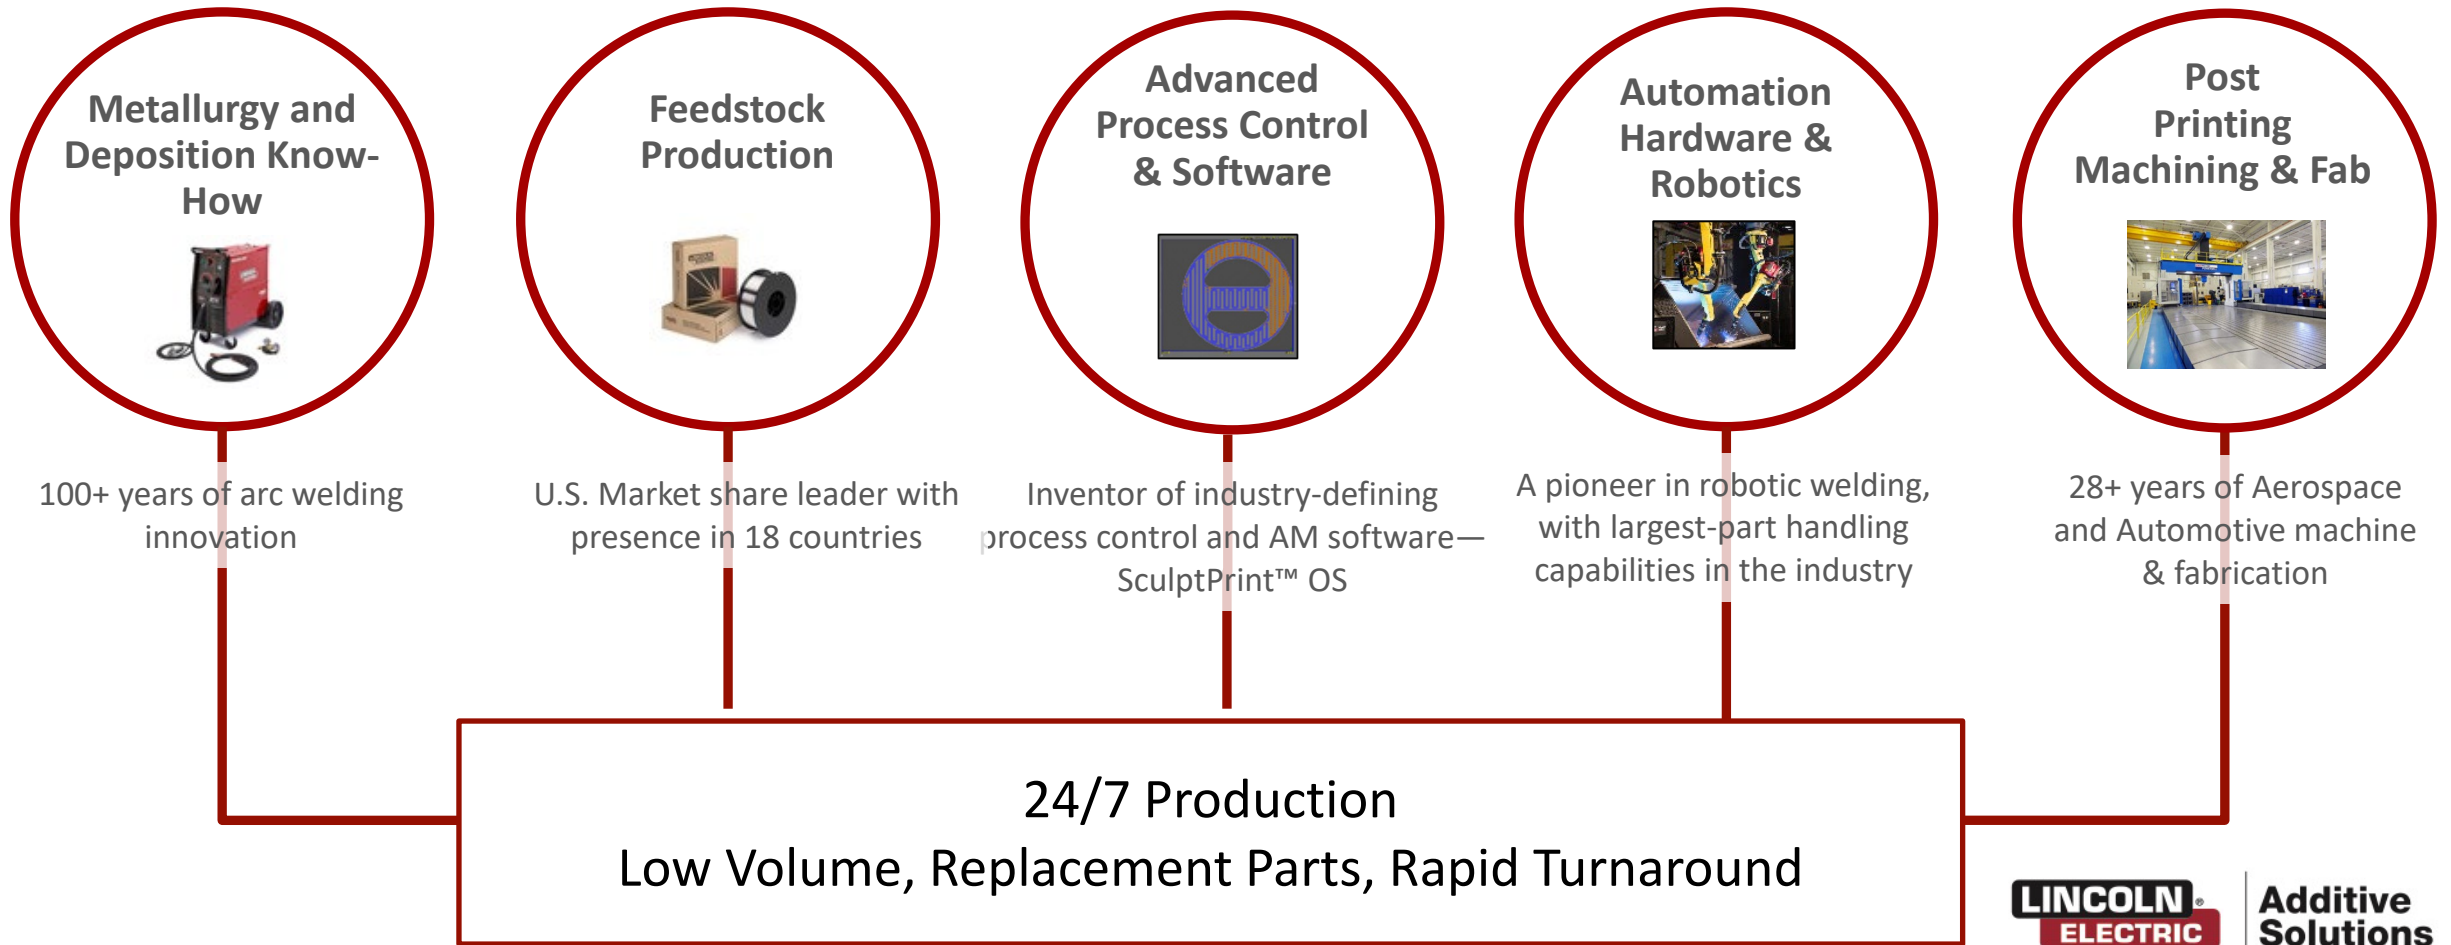 Metallurgy and
Deposition Know-
How
Feedstock
Production
Advanced
Process Control
& Software
Automation
Hardware &
Robotics
Post
Printing
Machining & Fab
100+ years of arc welding
innovation
U.S. Market share leader with
presence in 18 countries
Inventor of industry-defining
process control and AM software—
SculptPrint™ OS
A pioneer in robotic welding,
with largest-part handling
capabilities in the industry
28+ years of Aerospace
and Automotive machine
& fabrication
24/7 Production
Low Volume, Replacement Parts, Rapid Turnaround
LINCOLN®
ELECTRIC
Additive
Solutions